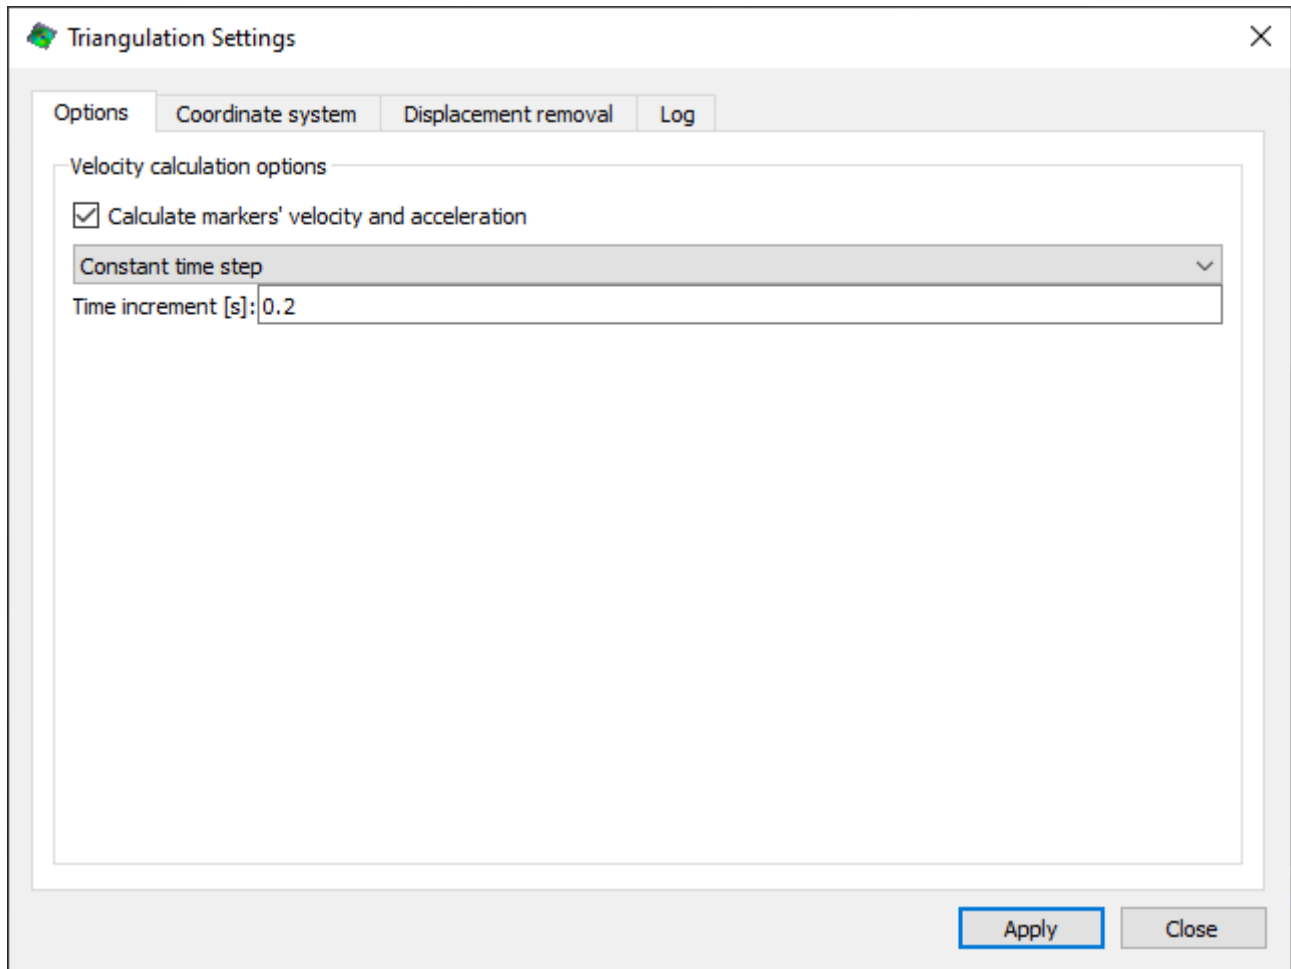 Triangulation Settings
Options Coordinate system Displacement removal Log
Velocity calculation options
Calculate markers' velocity and acceleration
Constant time step
Time increment [s]: 0.2
Apply Close